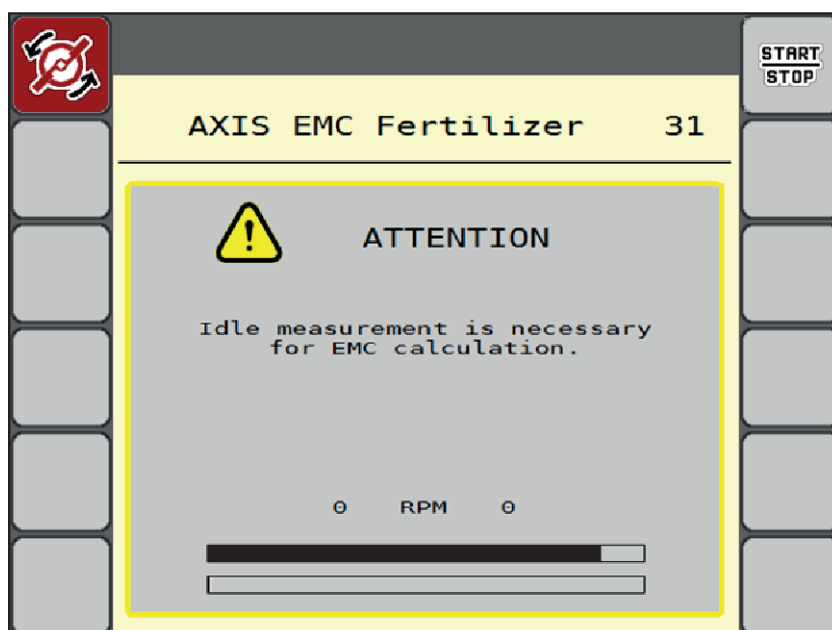 START
STOP
AXIS EMC Fertilizer 31
!
ATTENTION
Idle measurement is necessary
for EMC calculation.
0 RPM 0